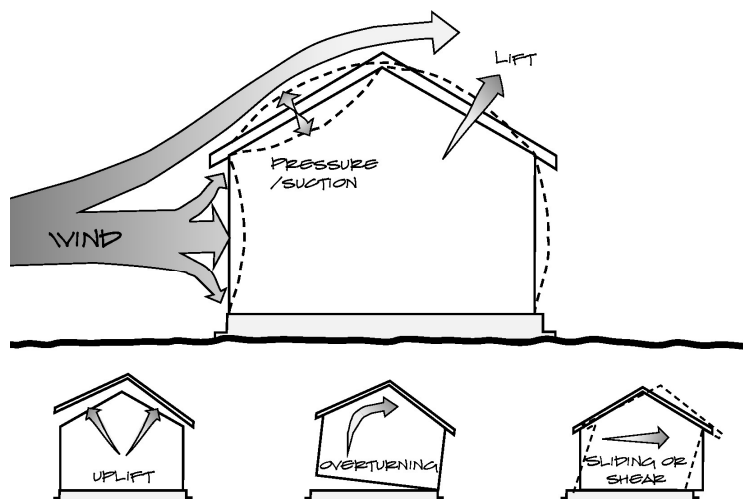 LIFT
PRESSURE
/SUCTION
WIND
UPLIFT
OVERTURNING
SLIDING OR
SHEAR